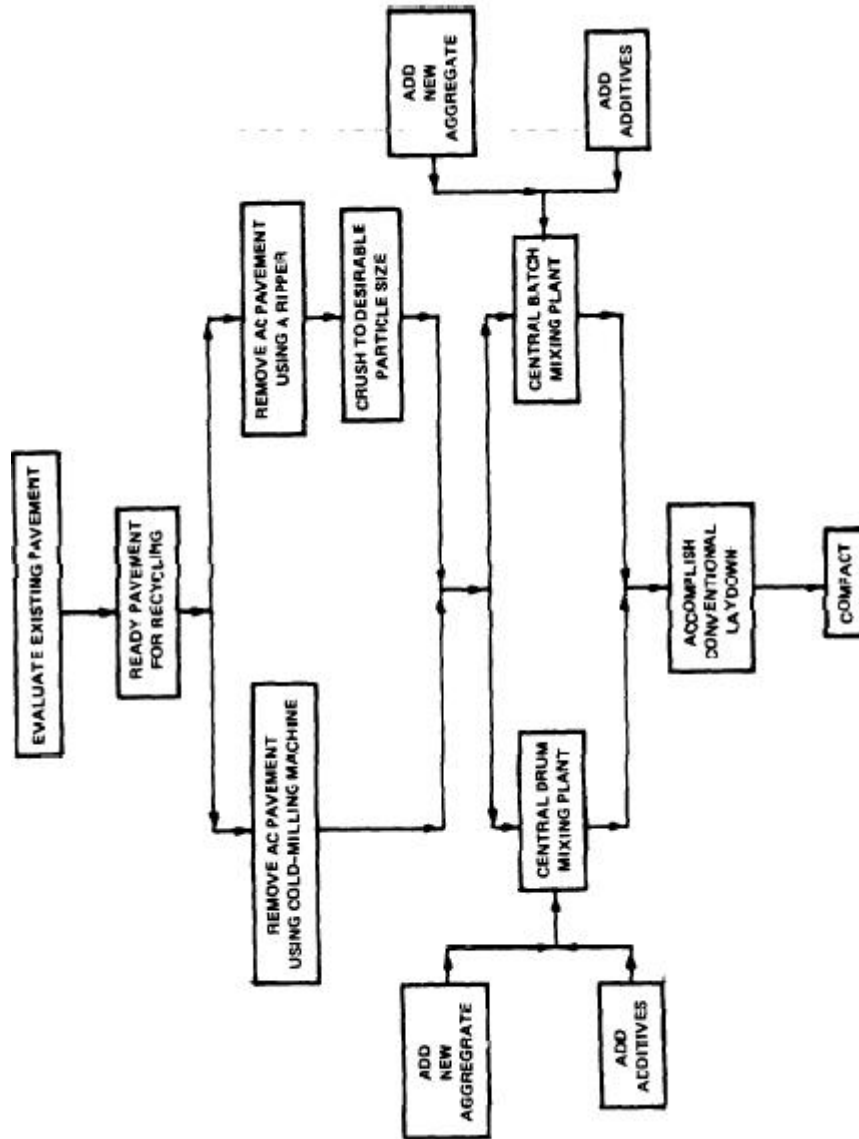 EVALUATE EXISTING PAVEMENT
READY PAVEMENT
FOR RECYCLING
REMOVE AC PAVEMENT
USING COLD-MILLING MACHINE
REMOVE AC PAVEMENT
USING A RIPPER
CRUSH TO DESIRABLE
PARTICLE SIZE
ADD
NEW
AGGREGRATE
ADD
ADDITIVES
CENTRAL DRUM
MIXING PLANT
CENTRAL BATCH
MIXING PLANT
ADD
NEW
AGGREGATE
ADD
ADDITIVES
ACCOMPLISH
CONVENTIONAL
LAYDOWN
COMPACT